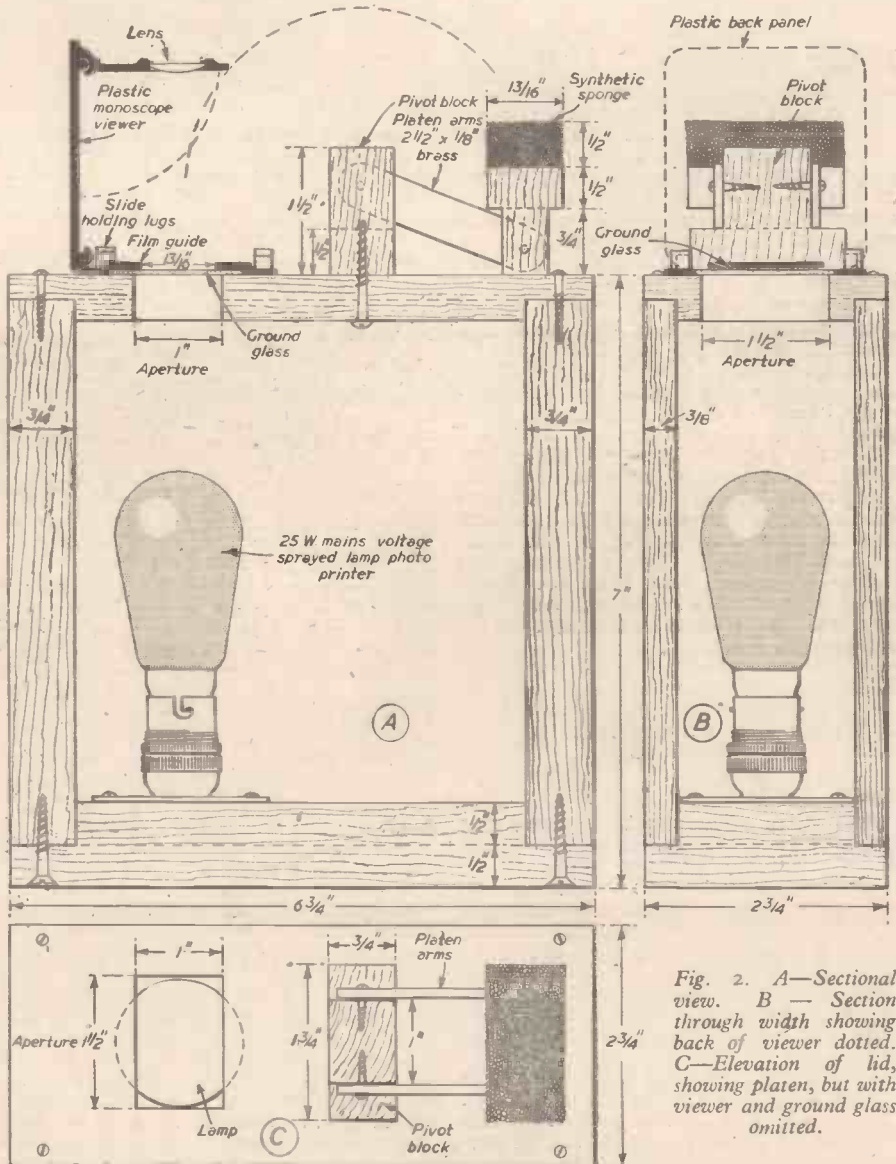 Lens
Plastic
monoscope
viewer
Slide
holding lugs
Film guide
13/16"
Pivot block
Platen arms
2 1/2" x 1/8"
brass
13/16"
Synthetic
sponge
1/2"
1/2"
3/4"
1 1/2"
1/2"
Ground
glass
1"
Aperture
3/4"
3/4"
25 W mains voltage
sprayed lamp photo
printer
A
1/2"
1/2"
6 3/4"
7"
Plastic back panel
Pivot
block
Ground
glass
1 1/2"
Aperture
3/8"
B
2 3/4"
1"
Aperture 1 1/2"
Lamp
C
3/4"
Platen
arms
1 3/4"
1"
Pivot
block
2 3/4"
Fig. 2. A—Sectional
view. B — Section
through width showing
back of viewer dotted.
C—Elevation of lid,
showing platen, but with
viewer and ground glass
omitted.